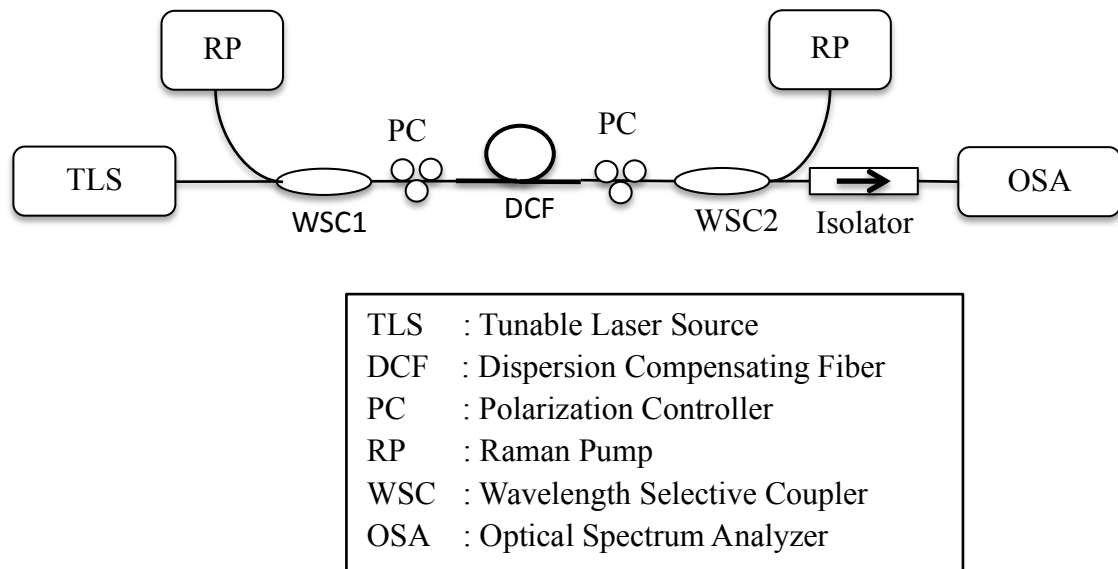 RP
RP
PC
PC
TLS
OSA
WSC1
DCF
WSC2
Isolator
TLS : Tunable Laser Source
DCF : Dispersion Compensating Fiber
PC : Polarization Controller
RP : Raman Pump
WSC : Wavelength Selective Coupler
OSA : Optical Spectrum Analyzer